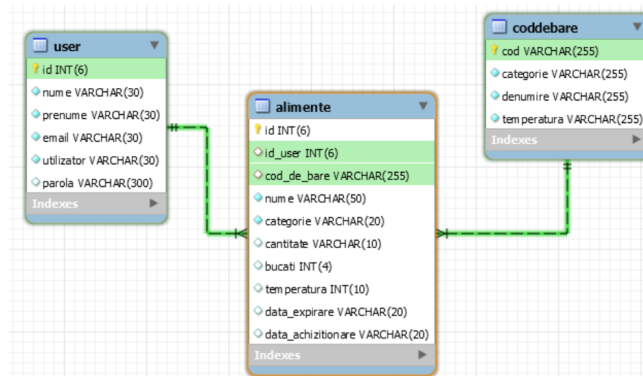 user
id INT(6)
nume VARCHAR(30)
prenume VARCHAR(30)
email VARCHAR(30)
utilizator VARCHAR(30)
parola VARCHAR(300)
Indexes
alimente
id INT(6)
id_user INT(6)
cod_de_bare VARCHAR(255)
nume VARCHAR(50)
categorie VARCHAR(20)
cantitate VARCHAR(10)
bucati INT(4)
temperatura INT(10)
data_expirare VARCHAR(20)
data_achizitionare VARCHAR(20)
Indexes
coddebare
cod VARCHAR(255)
categorie VARCHAR(255)
denumire VARCHAR(255)
temperatura VARCHAR(255)
Indexes